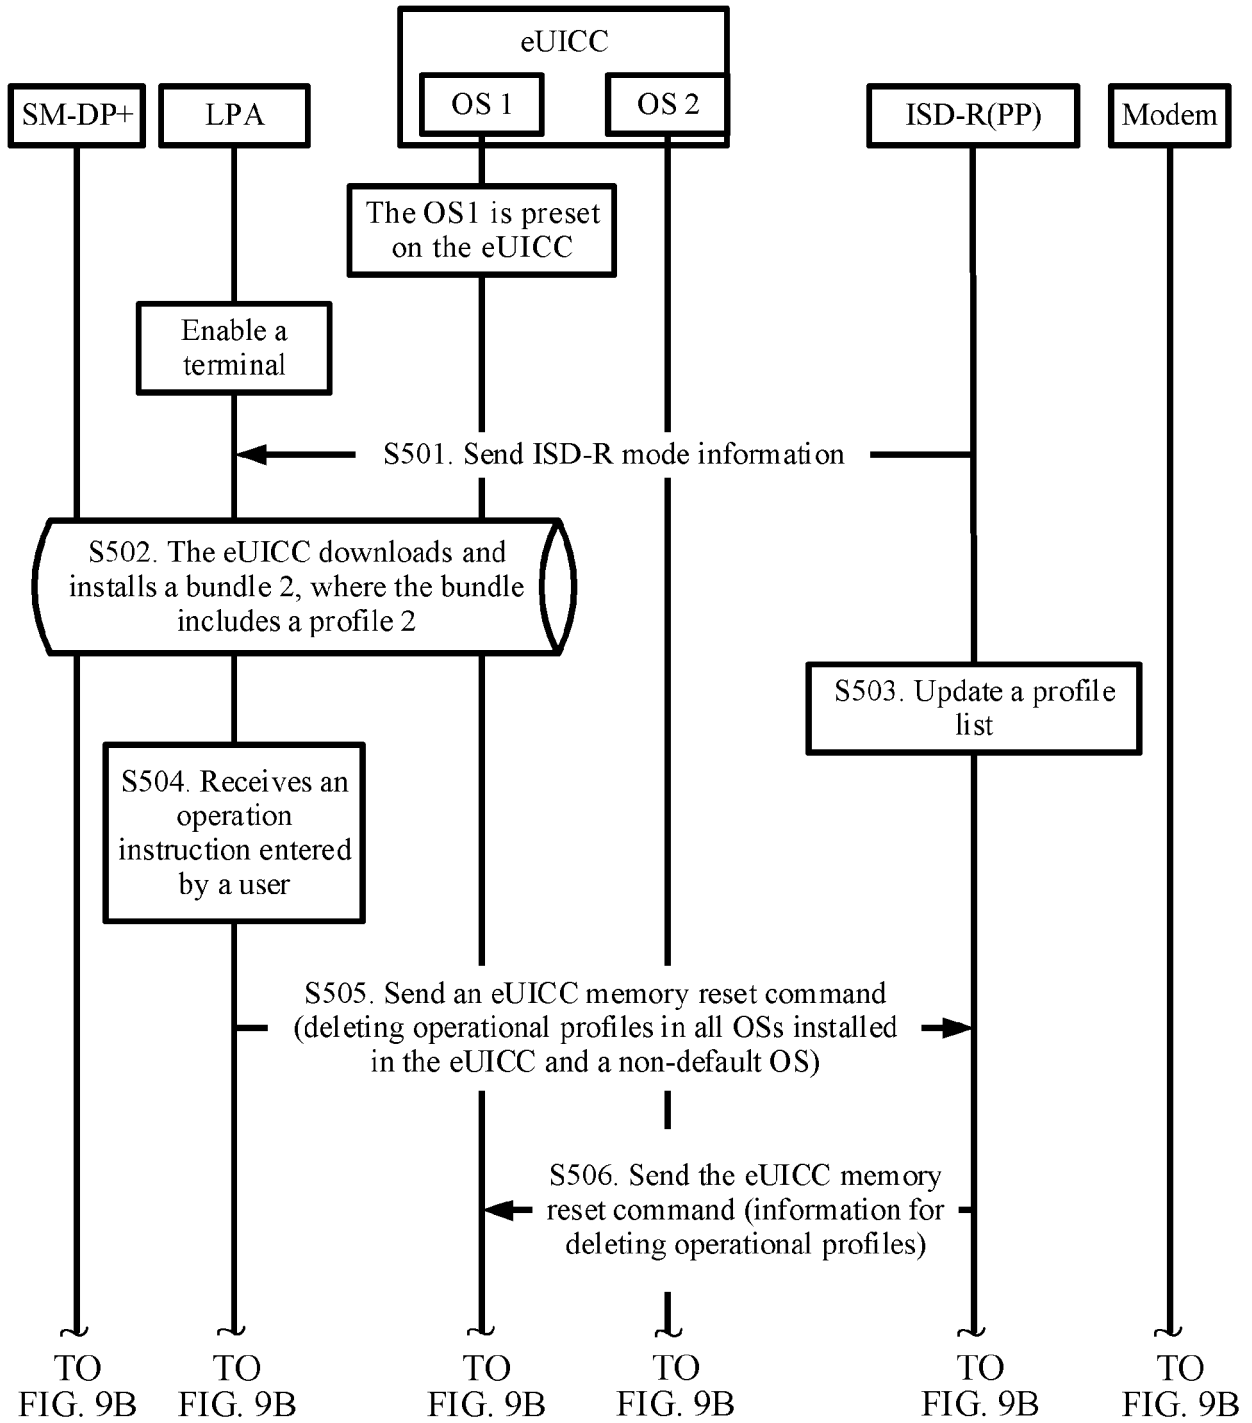 eUICC
SM-DP+
LPA
OS 1
OS 2
ISD-R(PP)
Modem
The OS1 is preset
on the eUICC
Enable a
terminal
S501. Send ISD-R mode information
S502. The eUICC downloads and
installs a bundle 2, where the bundle
includes a profile 2
S503. Update a profile
list
S504. Receives an
operation
instruction entered
by a user
S505. Send an eUICC memory reset command
(deleting operational profiles in all OSs installed
in the eUICC and a non-default OS)
S506. Send the eUICC memory
reset command (information for
deleting operational profiles)
TO
FIG. 9B
TO
FIG. 9B
TO
FIG. 9B
TO
FIG. 9B
TO
FIG. 9B
TO
FIG. 9B